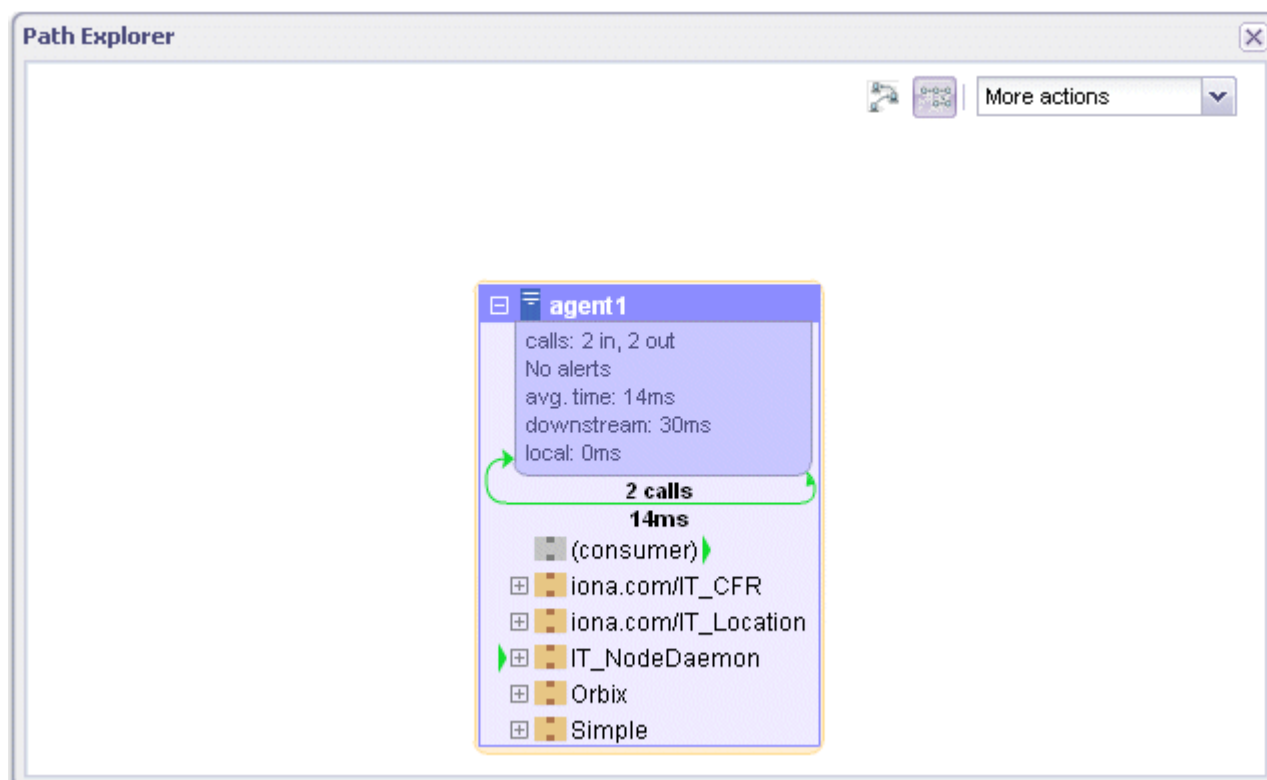 Path Explorer
More actions
agent1
calls: 2 in, 2 out
No alerts
avg. time: 14ms
downstream: 30ms
local: 0ms
2 calls
14ms
(consumer)
iona.com/IT_CFR
iona.com/IT_Location
IT_NodeDaemon
Orbix
Simple